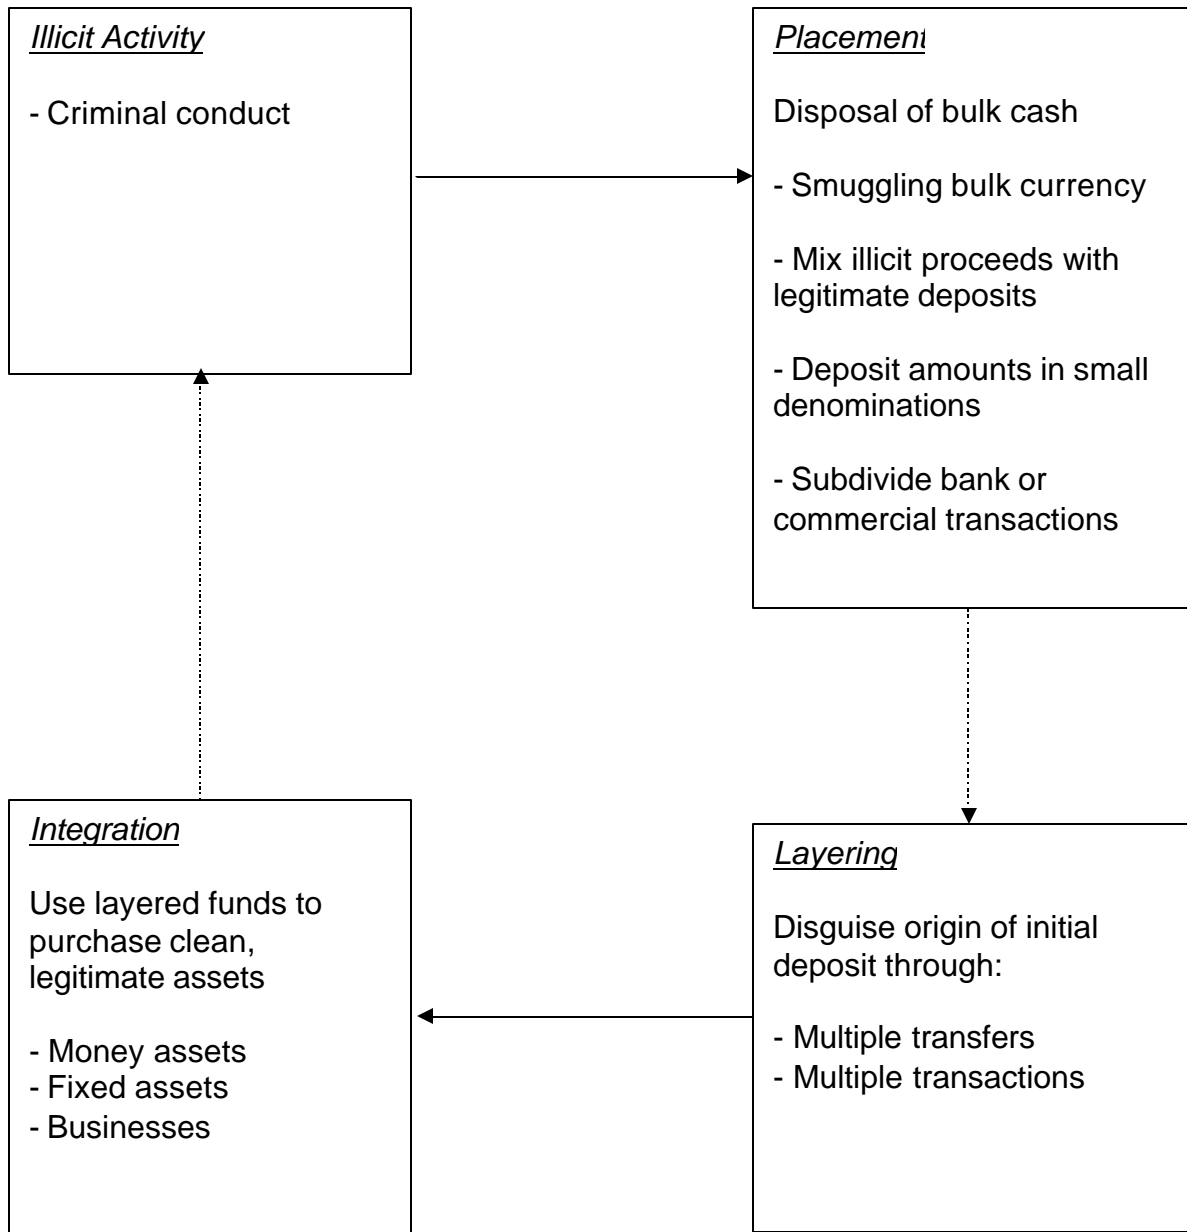 Illicit Activity
- Criminal conduct
Placement
Disposal of bulk cash
- Smuggling bulk currency
- Mix illicit proceeds with
legitimate deposits
- Deposit amounts in small
denominations
- Subdivide bank or
commercial transactions
Integration
Use layered funds to
purchase clean,
legitimate assets
- Money assets
- Fixed assets
- Businesses
Layering
Disguise origin of initial
deposit through:
- Multiple transfers
- Multiple transactions